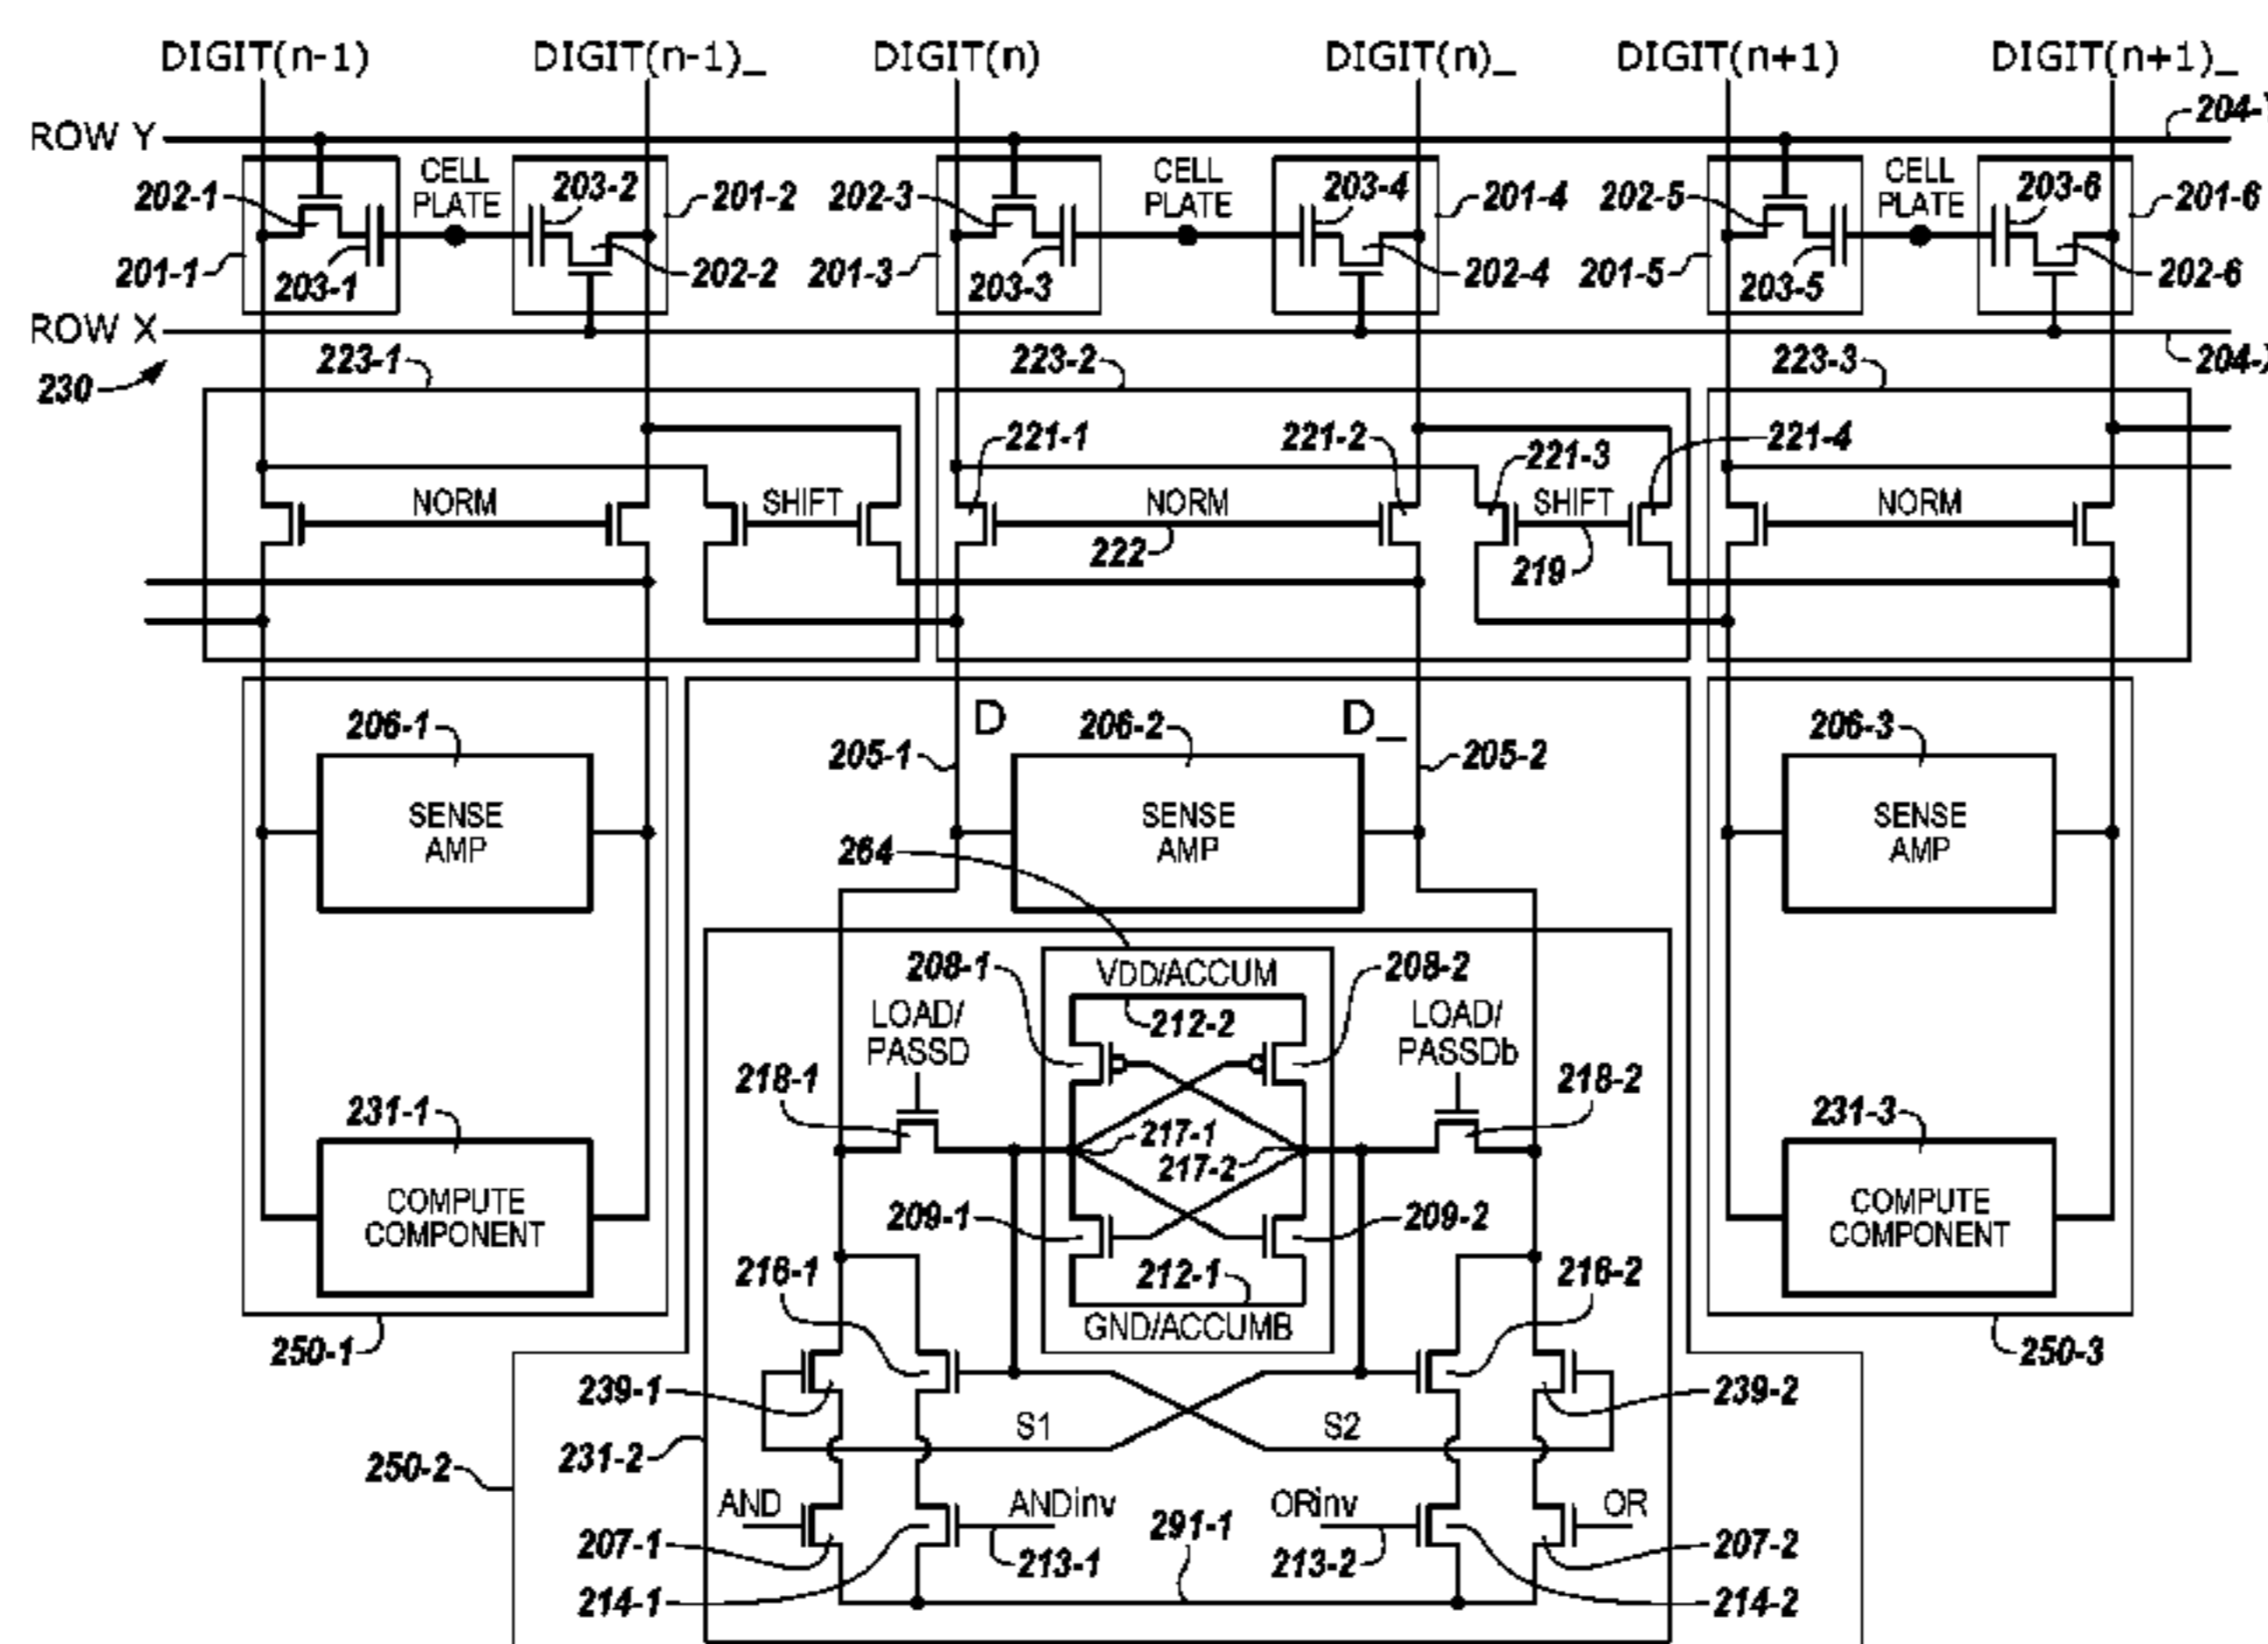 DIGIT(n-1) DIGIT(n-1)_ DIGIT(n) DIGIT(n)_ DIGIT(n+1) DIGIT(n+1)_
204-Y
ROW Y
CELL PLATE CELL PLATE CELL PLATE
202-1 203-2 201-2 202-3 203-4 201-4 202-5 203-6 201-6
201-1 203-1 202-2 201-3 203-3 202-4 201-5 203-5 202-6
ROW X
204-X
230 223-1 223-2 223-3
221-1 221-2 221-3 221-4
NORM SHIFT NORM SHIFT NORM
222 219
D D_
206-1 205-1 206-2 205-2 206-3
SENSE AMP SENSE AMP SENSE AMP
264
208-1 VDD/ACCUM 208-2
LOAD/ PASSD 212-2 LOAD/ PASSDb
218-1 218-2
231-1 217-1 217-2 231-3
COMPUTE COMPONENT COMPUTE COMPONENT
209-1 209-2
216-1 212-1 216-2
GND/ACCUMB
250-1 250-3
239-1 239-2
S1 S2
250-2 231-2
AND ANDinv 291-1 ORinv OR
207-1 213-1 213-2 207-2
214-1 214-2